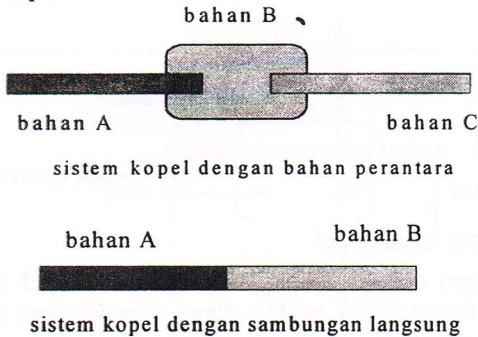 bahan B
bahan A
bahan C
sistem kopel dengan bahan perantara
bahan A
bahan B
sistem kopel dengan sambungan langsung